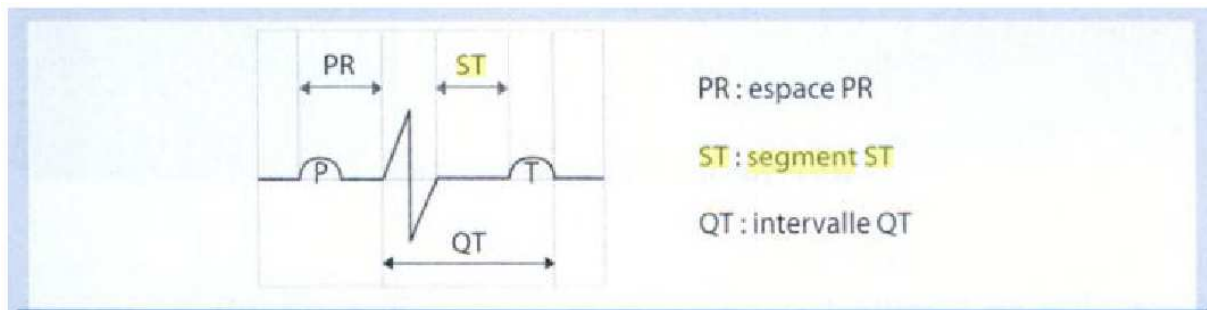 PR
ST
P
T
QT
PR : espace PR
ST : segment ST
QT : intervalle QT